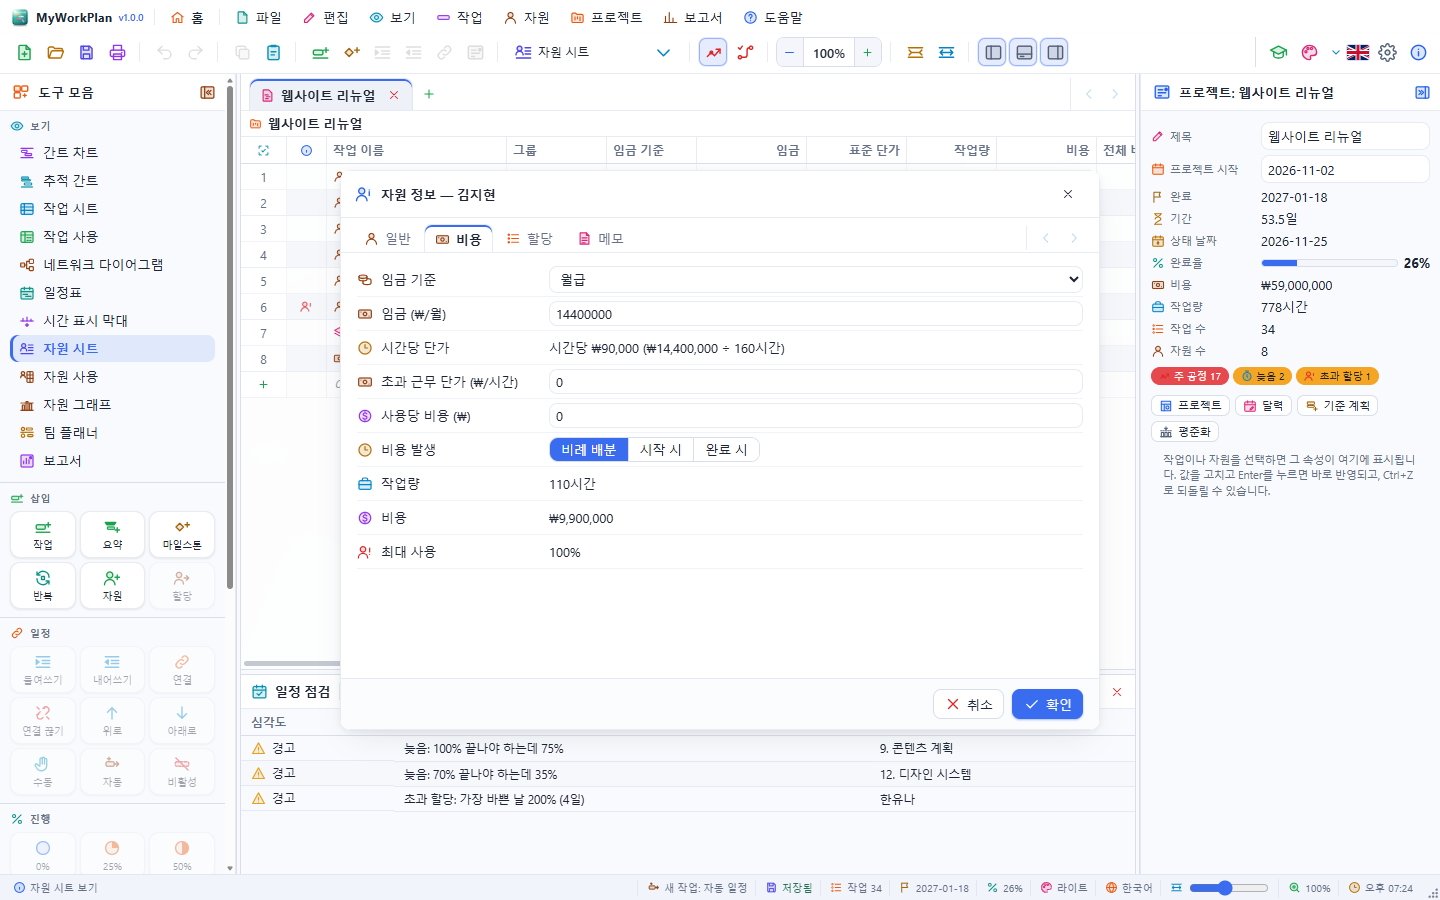 MyWorkPlan v1.0.0 홈 파일 편집 보기 작업 자원 프로젝트 보고서 도움말
자원 시트 100%
도구 모음
보기
간트 차트
추적 간트
작업 시트
작업 사용
네트워크 다이어그램
일정표
시간 표시 막대
자원 시트
자원 사용
자원 그래프
팀 플래너
보고서
삽입
작업 요약 마일스톤
반복 자원 할당
일정
들여쓰기 내어쓰기 연결
연결 끊기 위로 아래로
수동 자동 비활성
진행
0% 25% 50%
웹사이트 리뉴얼
웹사이트 리뉴얼
작업 이름 그룹 임금 기준 임금 표준 단가 작업량 비용
1
2
3
4
5
6
7
8
자원 정보 — 김지현
일반 비용 할당 메모
임금 기준 월급
임금 (₩/월) 14400000
시간당 단가 시간당 ₩90,000 (₩14,400,000 ÷ 160시간)
초과 근무 단가 (₩/시간) 0
사용당 비용 (₩) 0
비용 발생 비례 배분 시작 시 완료 시
작업량 110시간
비용 ₩9,900,000
최대 사용 100%
취소 확인
일정 점검
심각도
경고 늦음: 100% 끝나야 하는데 75% 9. 콘텐츠 계획
경고 늦음: 70% 끝나야 하는데 35% 12. 디자인 시스템
경고 초과 할당: 가장 바쁜 날 200% (4일) 한유나
프로젝트: 웹사이트 리뉴얼
제목 웹사이트 리뉴얼
프로젝트 시작 2026-11-02
완료 2027-01-18
기간 53.5일
상태 날짜 2026-11-25
완료율 26%
비용 ₩59,000,000
작업량 778시간
작업 수 34
자원 수 8
주 공정 17 늦음 2 초과 할당 1
프로젝트 달력 기준 계획
평준화
작업이나 자원을 선택하면 그 속성이 여기에 표시됩니
다. 값을 고치고 Enter를 누르면 바로 반영되고, Ctrl+Z
로 되돌릴 수 있습니다.
자원 시트 보기 새 작업: 자동 일정 저장됨 작업 34 2027-01-18 26% 라이트 한국어 100% 오후 07:24